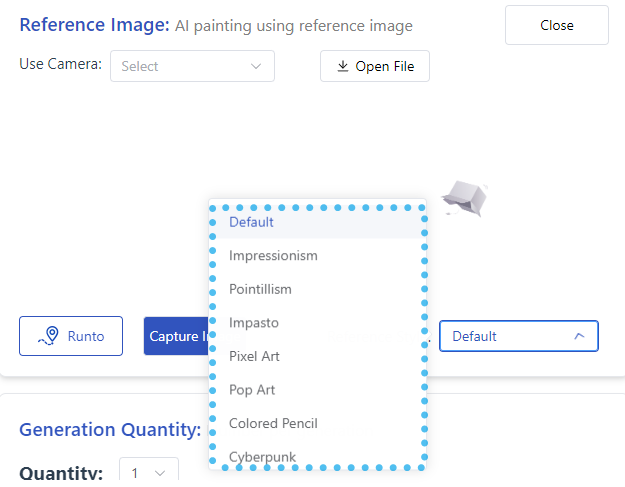 Reference Image: AI painting using reference image
Close
Use Camera: Select
Open File
Default
Impressionism
Pointillism
Impasto
Pixel Art
Pop Art
Colored Pencil
Cyberpunk
Runto
Capture
Default
Generation Quantity:
Quantity: 1